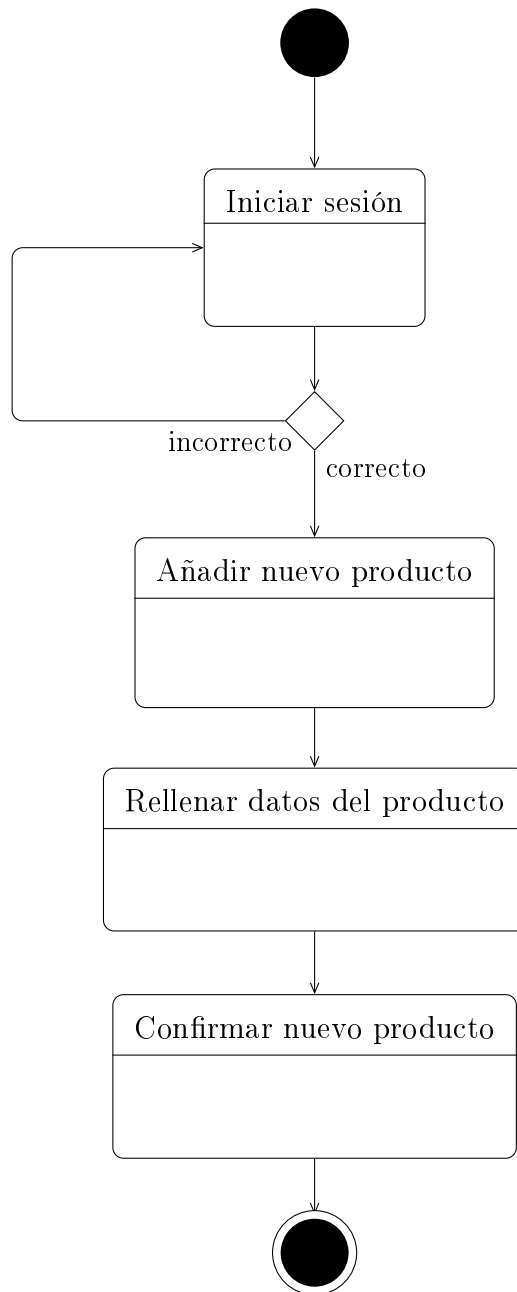 Iniciar sesión
incorrecto
correcto
Añadir nuevo producto
Rellenar datos del producto
Confirmar nuevo producto